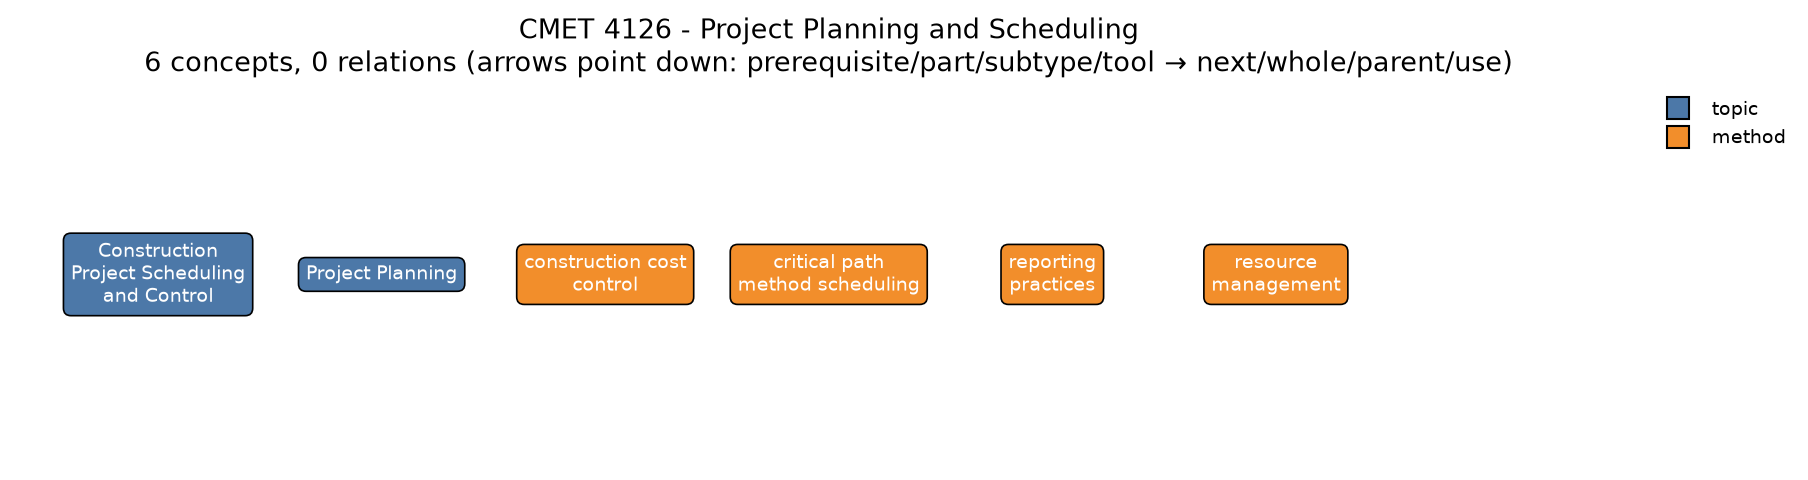 CMET 4126 - Project Planning and Scheduling
6 concepts, 0 relations (arrows point down: prerequisite/part/subtype/tool → next/whole/parent/use)
topic
method
Construction
Project Scheduling
and Control
Project Planning
construction cost
control
critical path
method scheduling
reporting
practices
resource
management